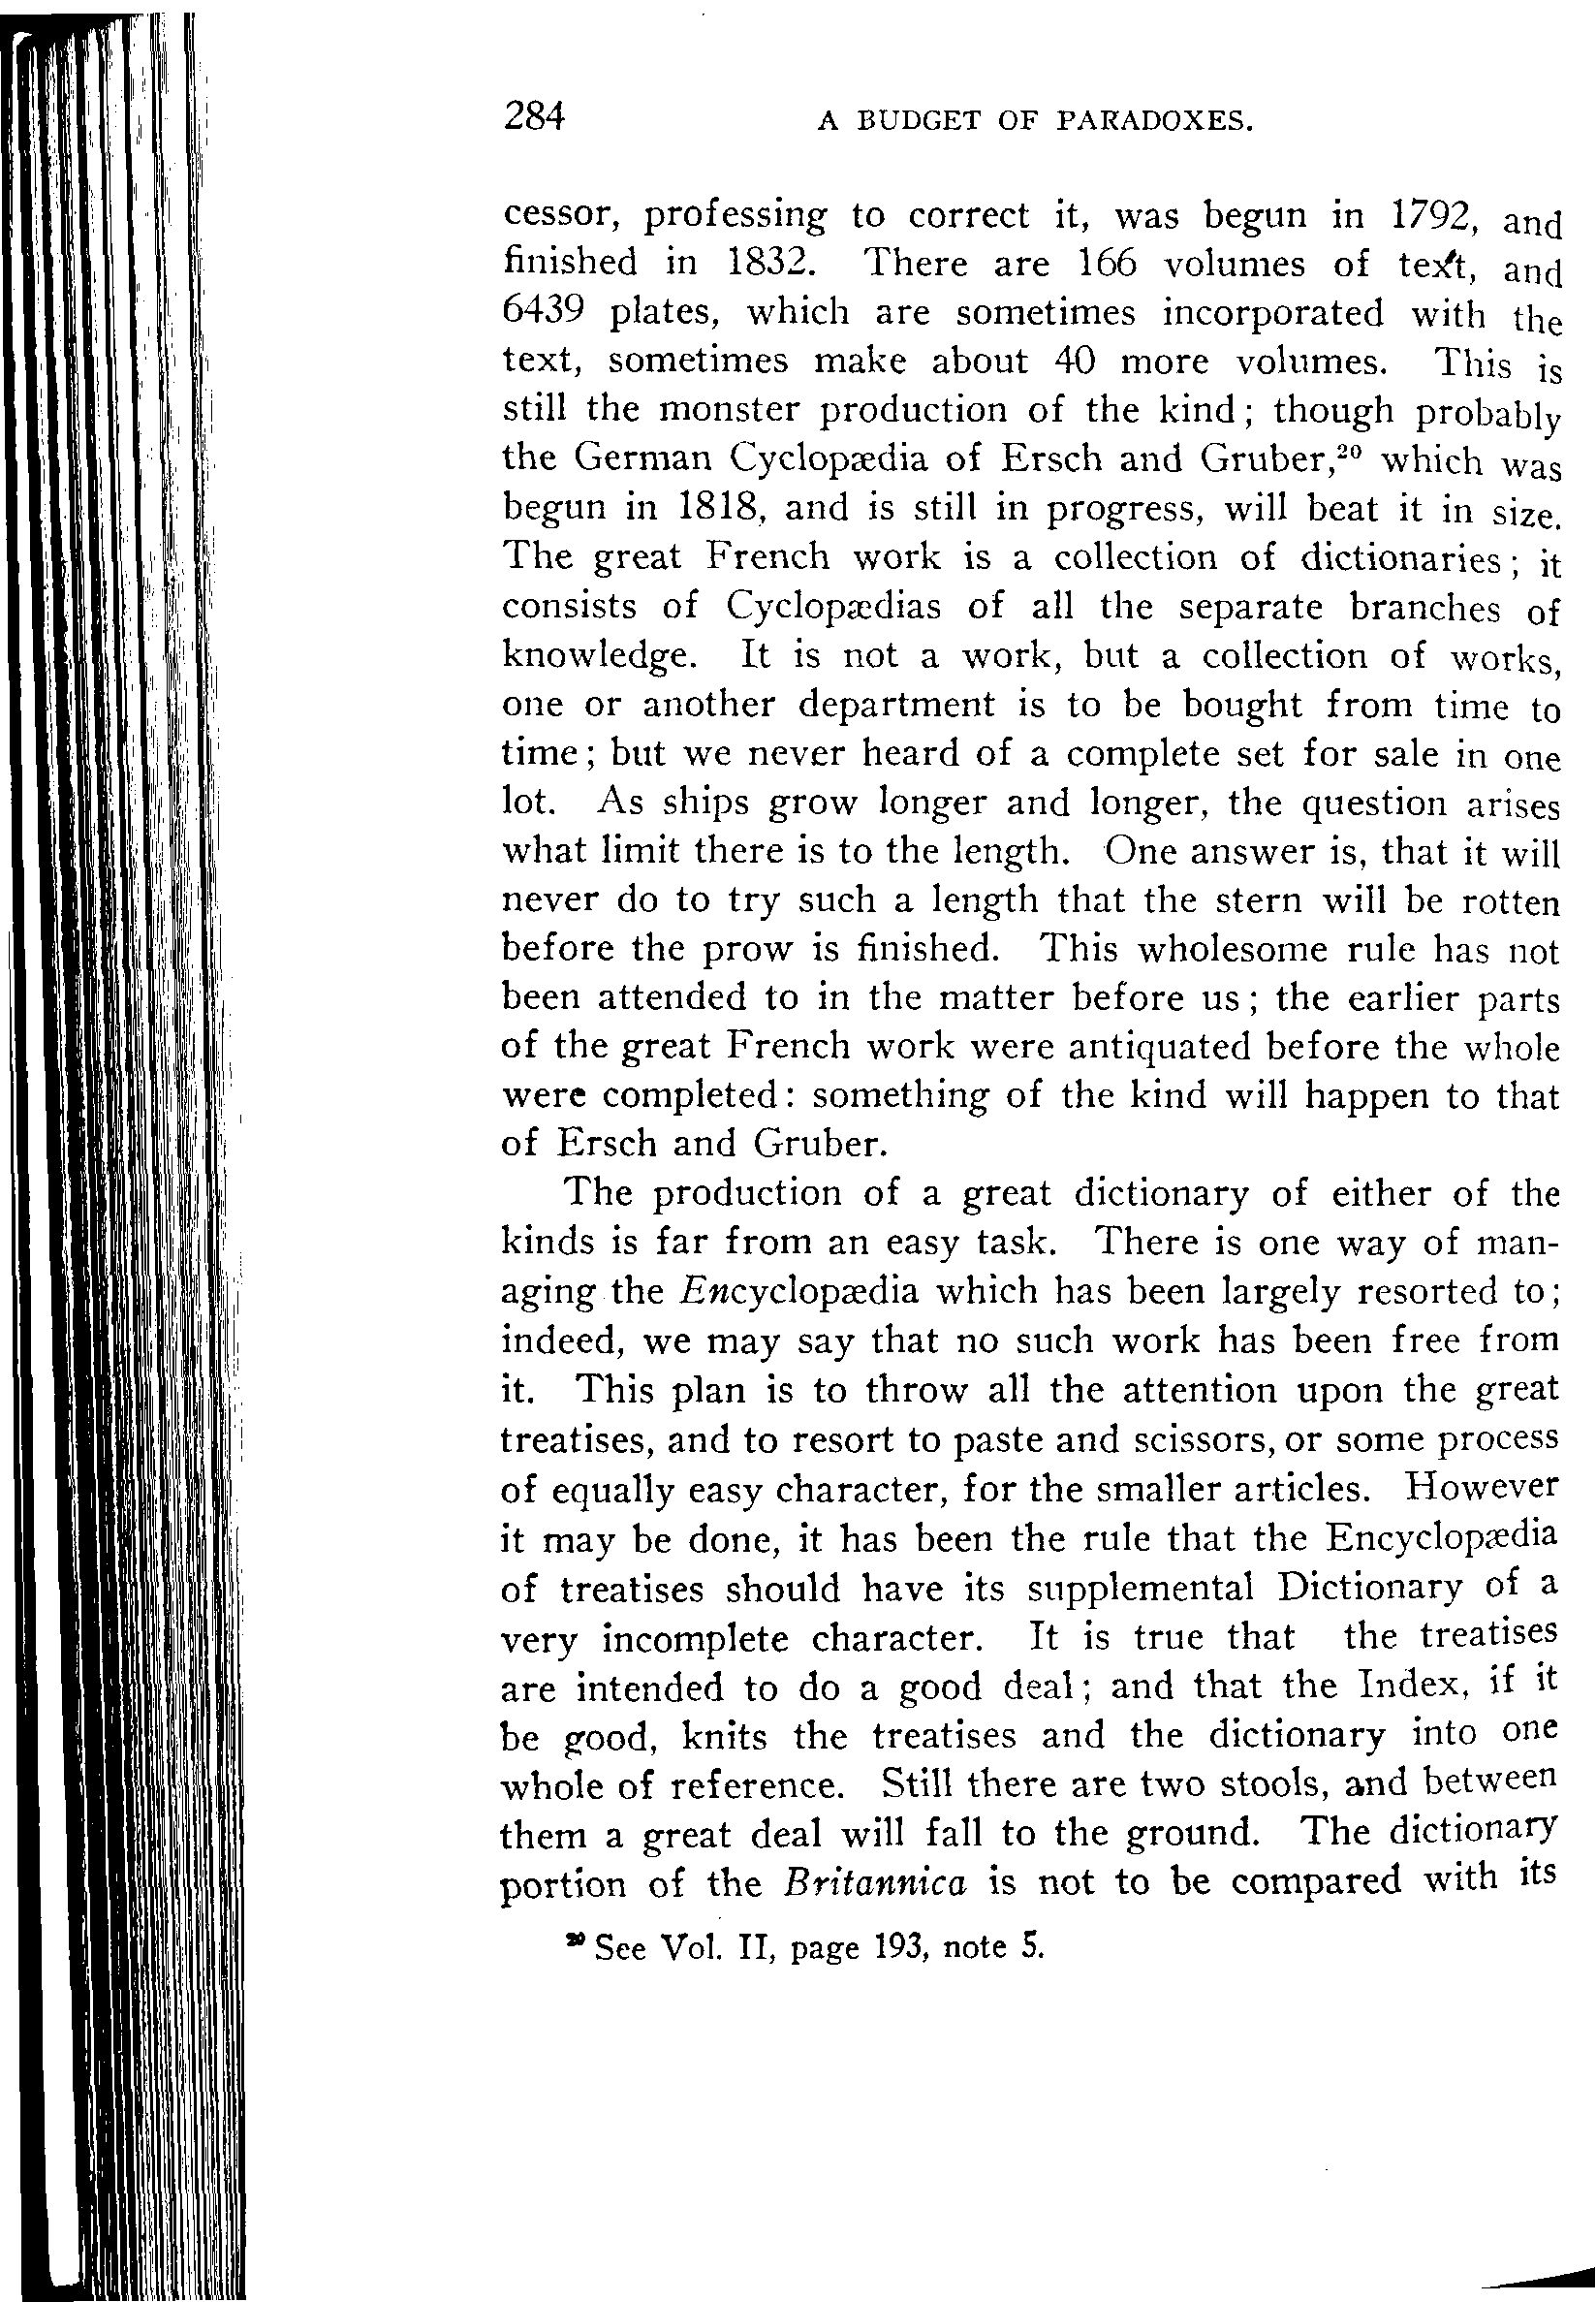 284 A BUDGET OF PARADOXES.
cessor, professing to correct it, was begun in 1792, and
finished in 1832. There are 166 volumes of text, and
6439 plates, which are sometimes incorporated with the
text, sometimes make about 40 more volumes. This is
still the monster production of the kind; though probably
the German Cyclopædia of Ersch and Gruber,²⁰ which was
begun in 1818, and is still in progress, will beat it in size.
The great French work is a collection of dictionaries; it
consists of Cyclopædias of all the separate branches of
knowledge. It is not a work, but a collection of works,
one or another department is to be bought from time to
time; but we never heard of a complete set for sale in one
lot. As ships grow longer and longer, the question arises
what limit there is to the length. One answer is, that it will
never do to try such a length that the stern will be rotten
before the prow is finished. This wholesome rule has not
been attended to in the matter before us; the earlier parts
of the great French work were antiquated before the whole
were completed: something of the kind will happen to that
of Ersch and Gruber.
The production of a great dictionary of either of the
kinds is far from an easy task. There is one way of man-
aging the Encyclopædia which has been largely resorted to;
indeed, we may say that no such work has been free from
it. This plan is to throw all the attention upon the great
treatises, and to resort to paste and scissors, or some process
of equally easy character, for the smaller articles. However
it may be done, it has been the rule that the Encyclopædia
of treatises should have its supplemental Dictionary of a
very incomplete character. It is true that the treatises
are intended to do a good deal; and that the Index, if it
be good, knits the treatises and the dictionary into one
whole of reference. Still there are two stools, and between
them a great deal will fall to the ground. The dictionary
portion of the Britannica is not to be compared with its
²⁰ See Vol. II, page 193, note 5.